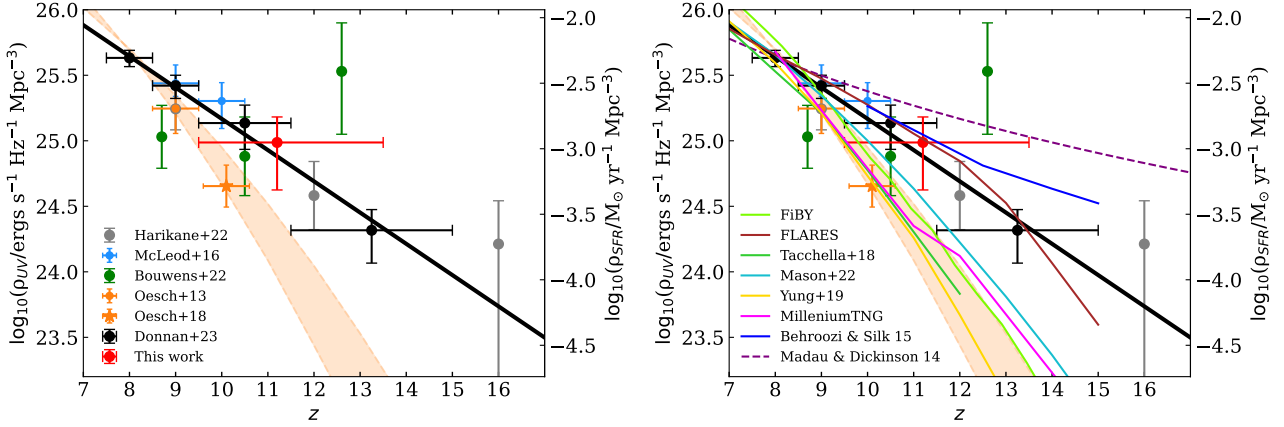 26.0
25.5
25.0
24.5
24.0
23.5
log₁₀(ρ_UV/ergs s⁻¹ Hz⁻¹ Mpc⁻³)
−2.0
−2.5
−3.0
−3.5
−4.0
−4.5
log₁₀(ρ_SFR/M☉ yr⁻¹ Mpc⁻³)
Harikane+22
McLeod+16
Bouwens+22
Oesch+13
Oesch+18
Donnan+23
This work
7 8 9 10 11 12 13 14 15 16
z
26.0
25.5
25.0
24.5
24.0
23.5
log₁₀(ρ_UV/ergs s⁻¹ Hz⁻¹ Mpc⁻³)
−2.0
−2.5
−3.0
−3.5
−4.0
−4.5
log₁₀(ρ_SFR/M☉ yr⁻¹ Mpc⁻³)
FiBY
FLARES
Tacchella+18
Mason+22
Yung+19
MilleniumTNG
Behroozi & Silk 15
Madau & Dickinson 14
7 8 9 10 11 12 13 14 15 16
z